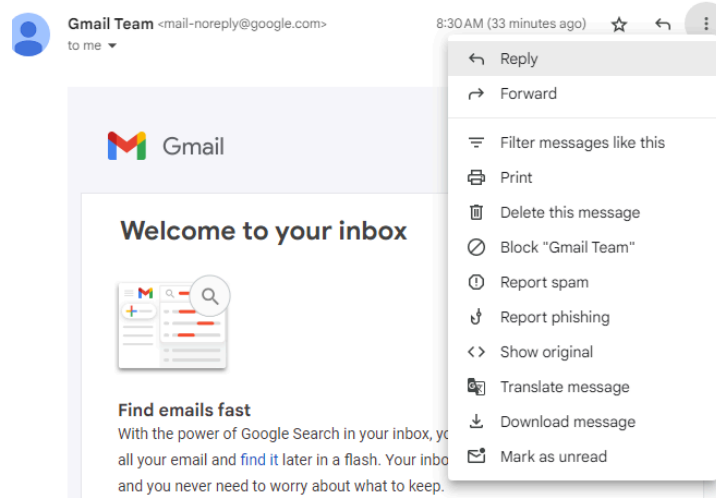 Gmail Team <mail-noreply@google.com>
8:30 AM (33 minutes ago)
to me
Reply
Forward
Filter messages like this
Print
Delete this message
Block "Gmail Team"
Report spam
Report phishing
Show original
Translate message
Download message
Mark as unread
Gmail
Welcome to your inbox
Find emails fast
With the power of Google Search in your inbox,
all your email and find it later in a flash. Your
and you never need to worry about what to keep.